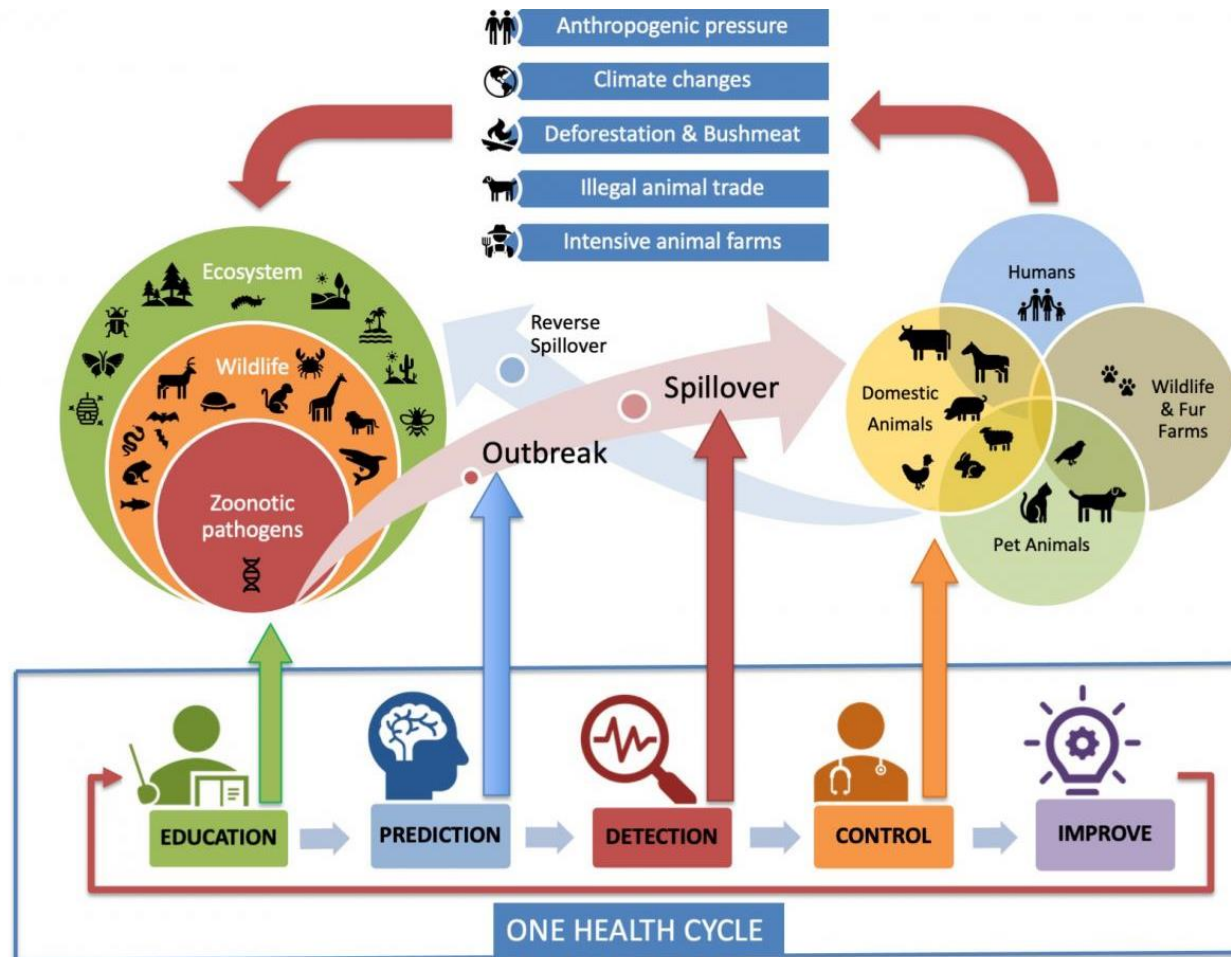 Anthropogenic pressure
Climate changes
Deforestation & Bushmeat
Illegal animal trade
Intensive animal farms
Ecosystem
Wildlife
Zoonotic
pathogens
Reverse
Spillover
Spillover
Outbreak
Humans
Domestic
Animals
Wildlife
& Fur
Farms
Pet Animals
EDUCATION
PREDICTION
DETECTION
CONTROL
IMPROVE
ONE HEALTH CYCLE